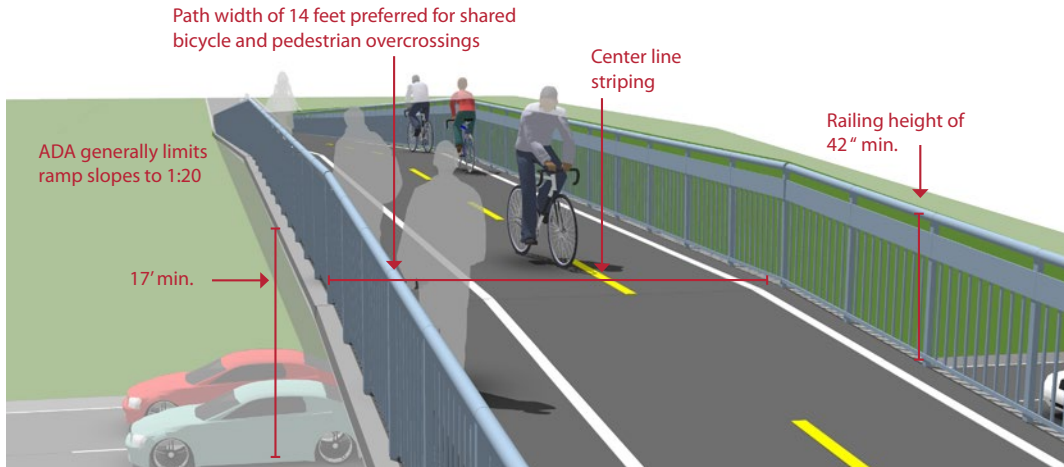 Path width of 14 feet preferred for shared
bicycle and pedestrian overcrossings
Center line
striping
Railing height of
42“ min.
ADA generally limits
ramp slopes to 1:20
17’ min.